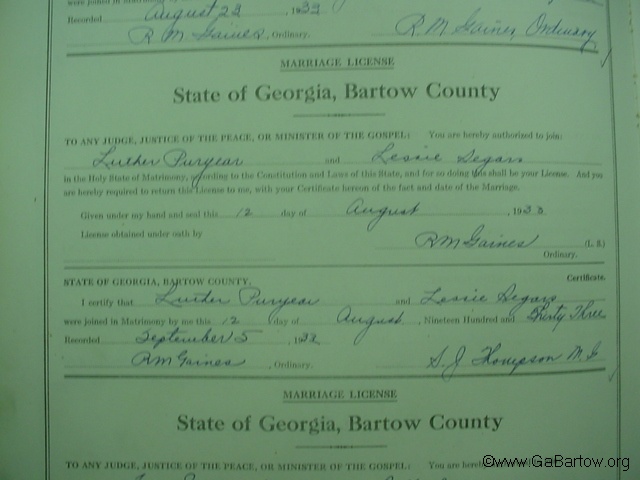 Recorded August 23, 1933
R. M. Gaines, Ordinary. R. M. Gaines, Ordinary
MARRIAGE LICENSE
State of Georgia, Bartow County
TO ANY JUDGE, JUSTICE OF THE PEACE, OR MINISTER OF THE GOSPEL: You are hereby authorized to join:
Luther Puryear and Lessie Segars
in the Holy State of Matrimony, according to the Constitution and Laws of this State, and for so doing this shall be your License. And you
are hereby required to return this License to me, with your Certificate hereon of the fact and date of the Marriage.
Given under my hand and seal this 12 day of August, 1933
License obtained under oath by R M Gaines (L. S.)
Ordinary.
STATE OF GEORGIA, BARTOW COUNTY. Certificate.
I certify that Luther Puryear and Lessie Segars
were joined in Matrimony by me this 12 day of August, Nineteen Hundred and Thirty Three
Recorded September 5, 1933
R M Gaines, Ordinary. S. J. Thompson M. G
MARRIAGE LICENSE
State of Georgia, Bartow County
TO ANY JUDGE, JUSTICE OF THE PEACE, OR MINISTER OF THE GOSPEL: You are
©www.GaBartow.org